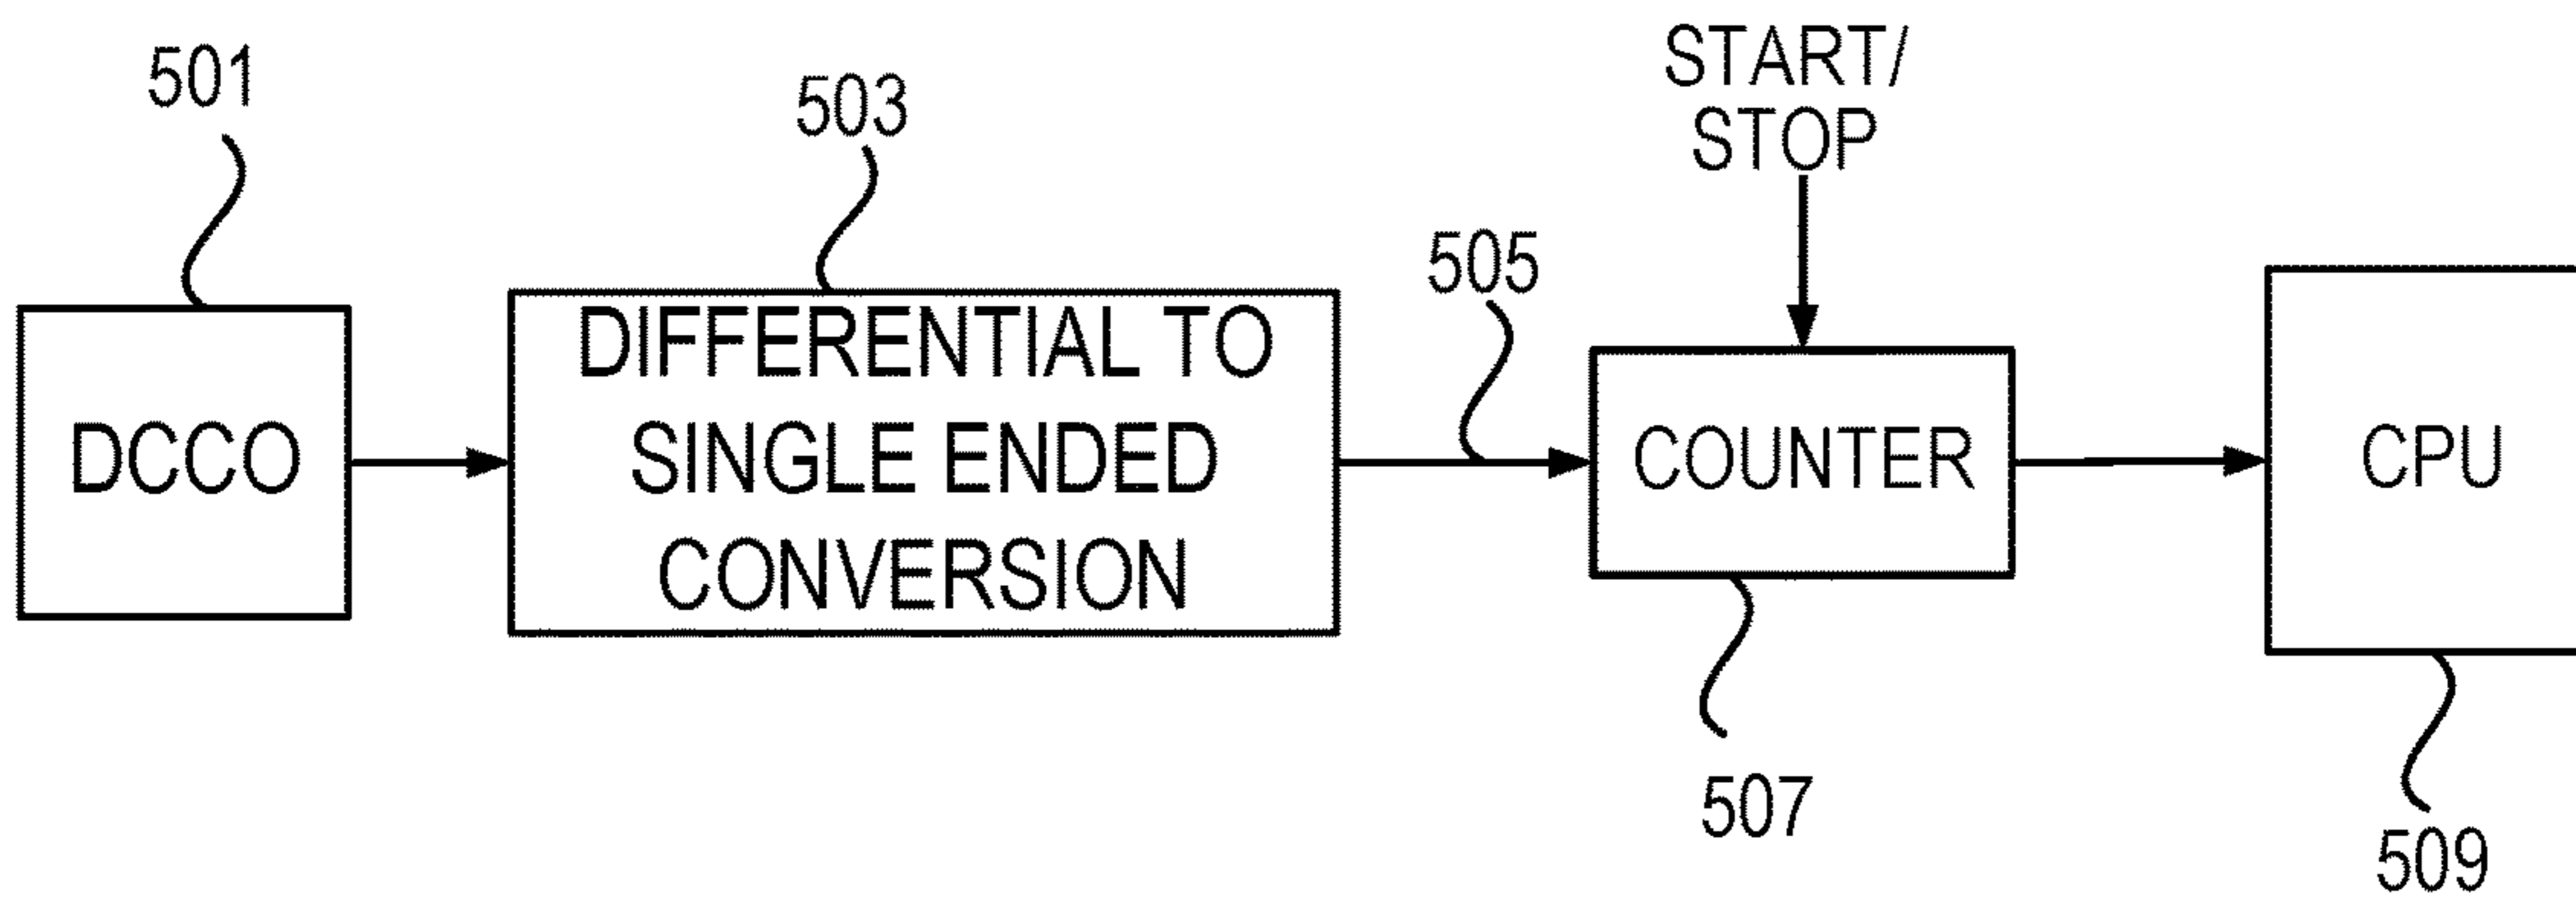 501
503
START/
STOP
505
DCCO
DIFFERENTIAL TO
SINGLE ENDED
CONVERSION
COUNTER
CPU
507
509